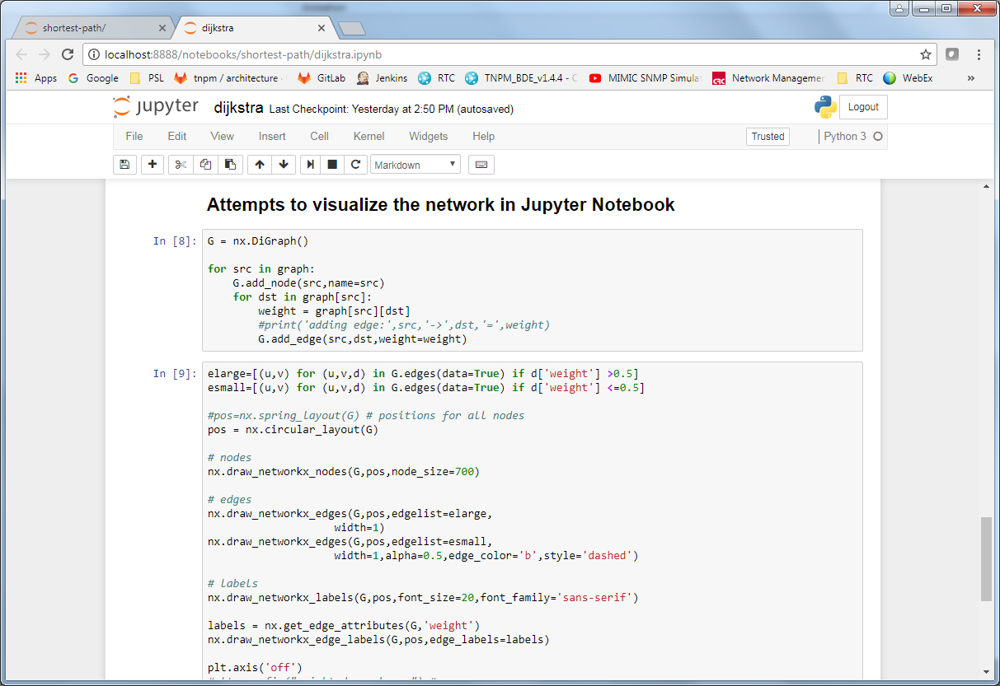 shortest-path/
dijkstra
localhost:8888/notebooks/shortest-path/dijkstra.ipynb
Apps Google PSL tnpm / architecture · GitLab Jenkins RTC TNPM_BDE_v1.4.4 - MIMIC SNMP Simulat Network Managemer RTC WebEx »
jupyter dijkstra Last Checkpoint: Yesterday at 2:50 PM (autosaved) Logout
File Edit View Insert Cell Kernel Widgets Help Trusted Python 3
Markdown
Attempts to visualize the network in Jupyter Notebook
In [8]: G = nx.DiGraph()
for src in graph:
G.add_node(src,name=src)
for dst in graph[src]:
weight = graph[src][dst]
#print('adding edge:',src,'->',dst,'=',weight)
G.add_edge(src,dst,weight=weight)
In [9]: elarge=[(u,v) for (u,v,d) in G.edges(data=True) if d['weight'] >0.5]
esmall=[(u,v) for (u,v,d) in G.edges(data=True) if d['weight'] <=0.5]
#pos=nx.spring_layout(G) # positions for all nodes
pos = nx.circular_layout(G)
# nodes
nx.draw_networkx_nodes(G,pos,node_size=700)
# edges
nx.draw_networkx_edges(G,pos,edgelist=elarge,
width=1)
nx.draw_networkx_edges(G,pos,edgelist=esmall,
width=1,alpha=0.5,edge_color='b',style='dashed')
# labels
nx.draw_networkx_labels(G,pos,font_size=20,font_family='sans-serif')
labels = nx.get_edge_attributes(G,'weight')
nx.draw_networkx_edge_labels(G,pos,edge_labels=labels)
plt.axis('off')